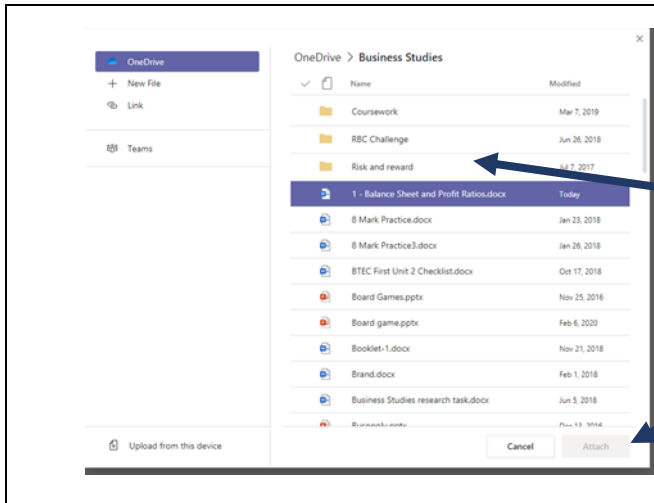 OneDrive
New File
Link
Teams
Upload from this device
OneDrive > Business Studies
Name Modified
Coursework Mar 7, 2019
RBC Challenge Jun 26, 2018
Risk and reward Jul 7, 2017
1 - Balance Sheet and Profit Ratios.docx Today
8 Mark Practice.docx Jan 23, 2018
8 Mark Practice3.docx Jan 26, 2018
BTEC First Unit 2 Checklist.docx Oct 17, 2018
Board Games.pptx Nov 25, 2016
Board game.pptx Feb 6, 2020
Booklet-1.docx Nov 21, 2018
Brand.docx Feb 1, 2018
Business Studies research task.docx Jun 5, 2018
Cancel Attach